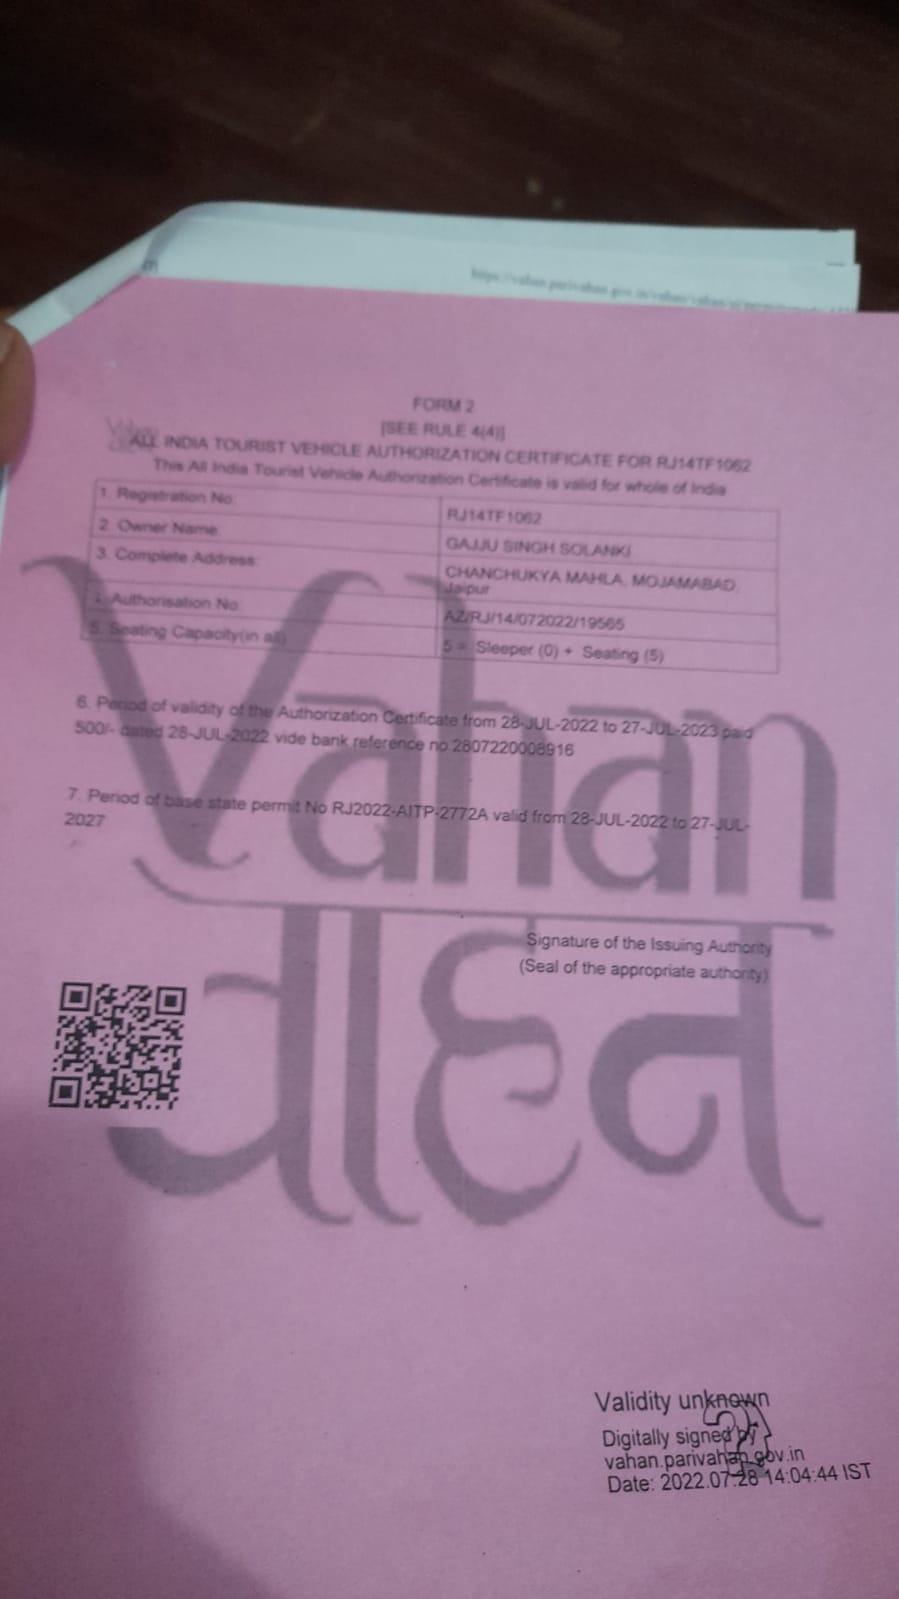 https://vahan.parivahan.gov.in/vahan/vahan/
FORM 2
[SEE RULE 4(4)]
ALL INDIA TOURIST VEHICLE AUTHORIZATION CERTIFICATE FOR RJ14TF1062
This All India Tourist Vehicle Authorization Certificate is valid for whole of India
1. Registration No: RJ14TF1062
2. Owner Name: GAJJU SINGH SOLANKI
3. Complete Address: CHANCHUKYA MAHLA, MOJAMABAD,
Jaipur
4. Authorisation No: AZ/RJ/14/072022/19565
5. Seating Capacity(in all) 5 = Sleeper (0) + Seating (5)
6. Period of validity of the Authorization Certificate from 28-JUL-2022 to 27-JUL-2023 paid
500/- dated 28-JUL-2022 vide bank reference no 2807220008916
7. Period of base state permit No RJ2022-AITP-2772A valid from 28-JUL-2022 to 27-JUL-
2027
Vahan
वाहन
Signature of the Issuing Authority
(Seal of the appropriate authority)
Validity unknown
Digitally signed by
vahan.parivahan.gov.in
Date: 2022.07.28 14:04:44 IST